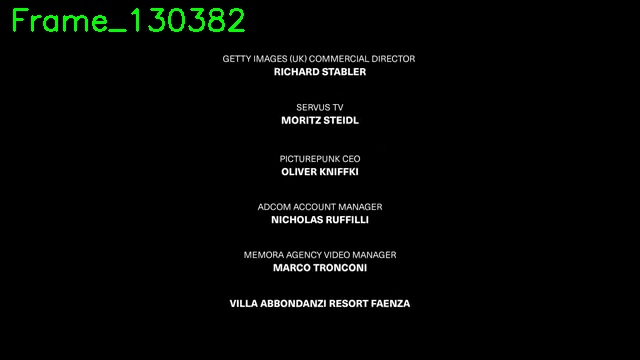 Frame_130382
GETTY IMAGES (UK) COMMERCIAL DIRECTOR
RICHARD STABLER
SERVUS TV
MORITZ STEIDL
PICTUREPUNK CEO
OLIVER KNIFFKI
ADCOM ACCOUNT MANAGER
NICHOLAS RUFFILLI
MEMORA AGENCY VIDEO MANAGER
MARCO TRONCONI
VILLA ABBONDANZI RESORT FAENZA